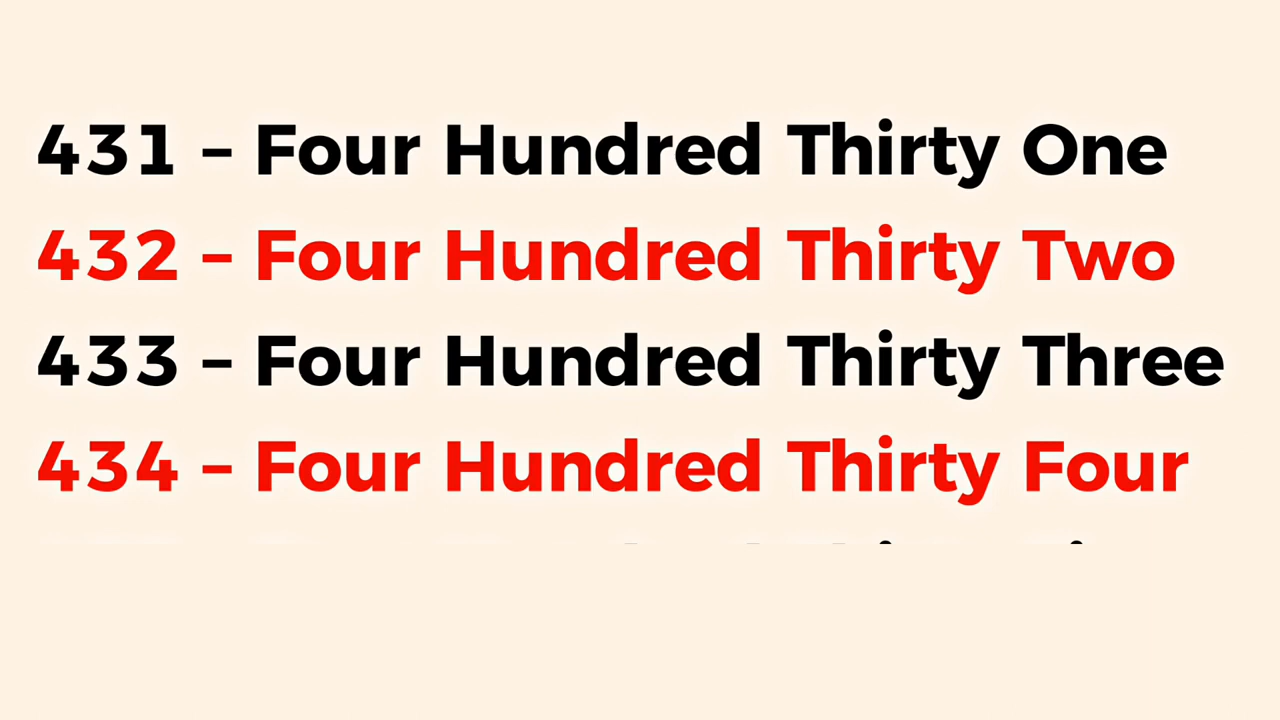 431 – Four Hundred Thirty One
432 – Four Hundred Thirty Two
433 – Four Hundred Thirty Three
434 – Four Hundred Thirty Four